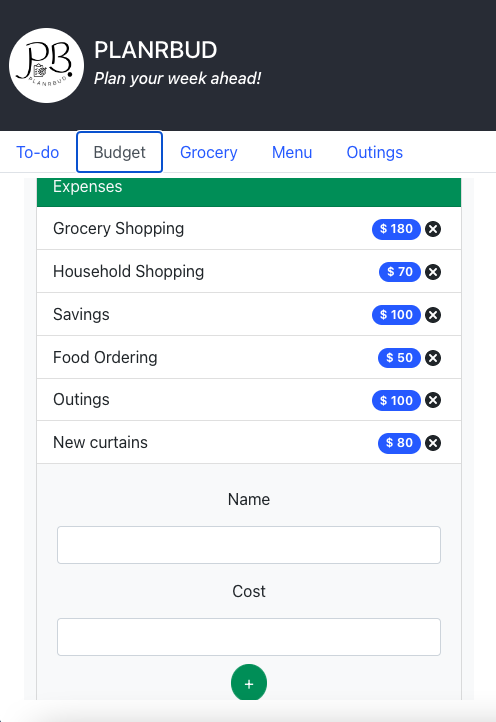 PB.
PLANRBUD
PLANRBUD
Plan your week ahead!
To-do Budget Grocery Menu Outings
Expenses
Grocery Shopping $ 180
Household Shopping $ 70
Savings $ 100
Food Ordering $ 50
Outings $ 100
New curtains $ 80
Name
Cost
+